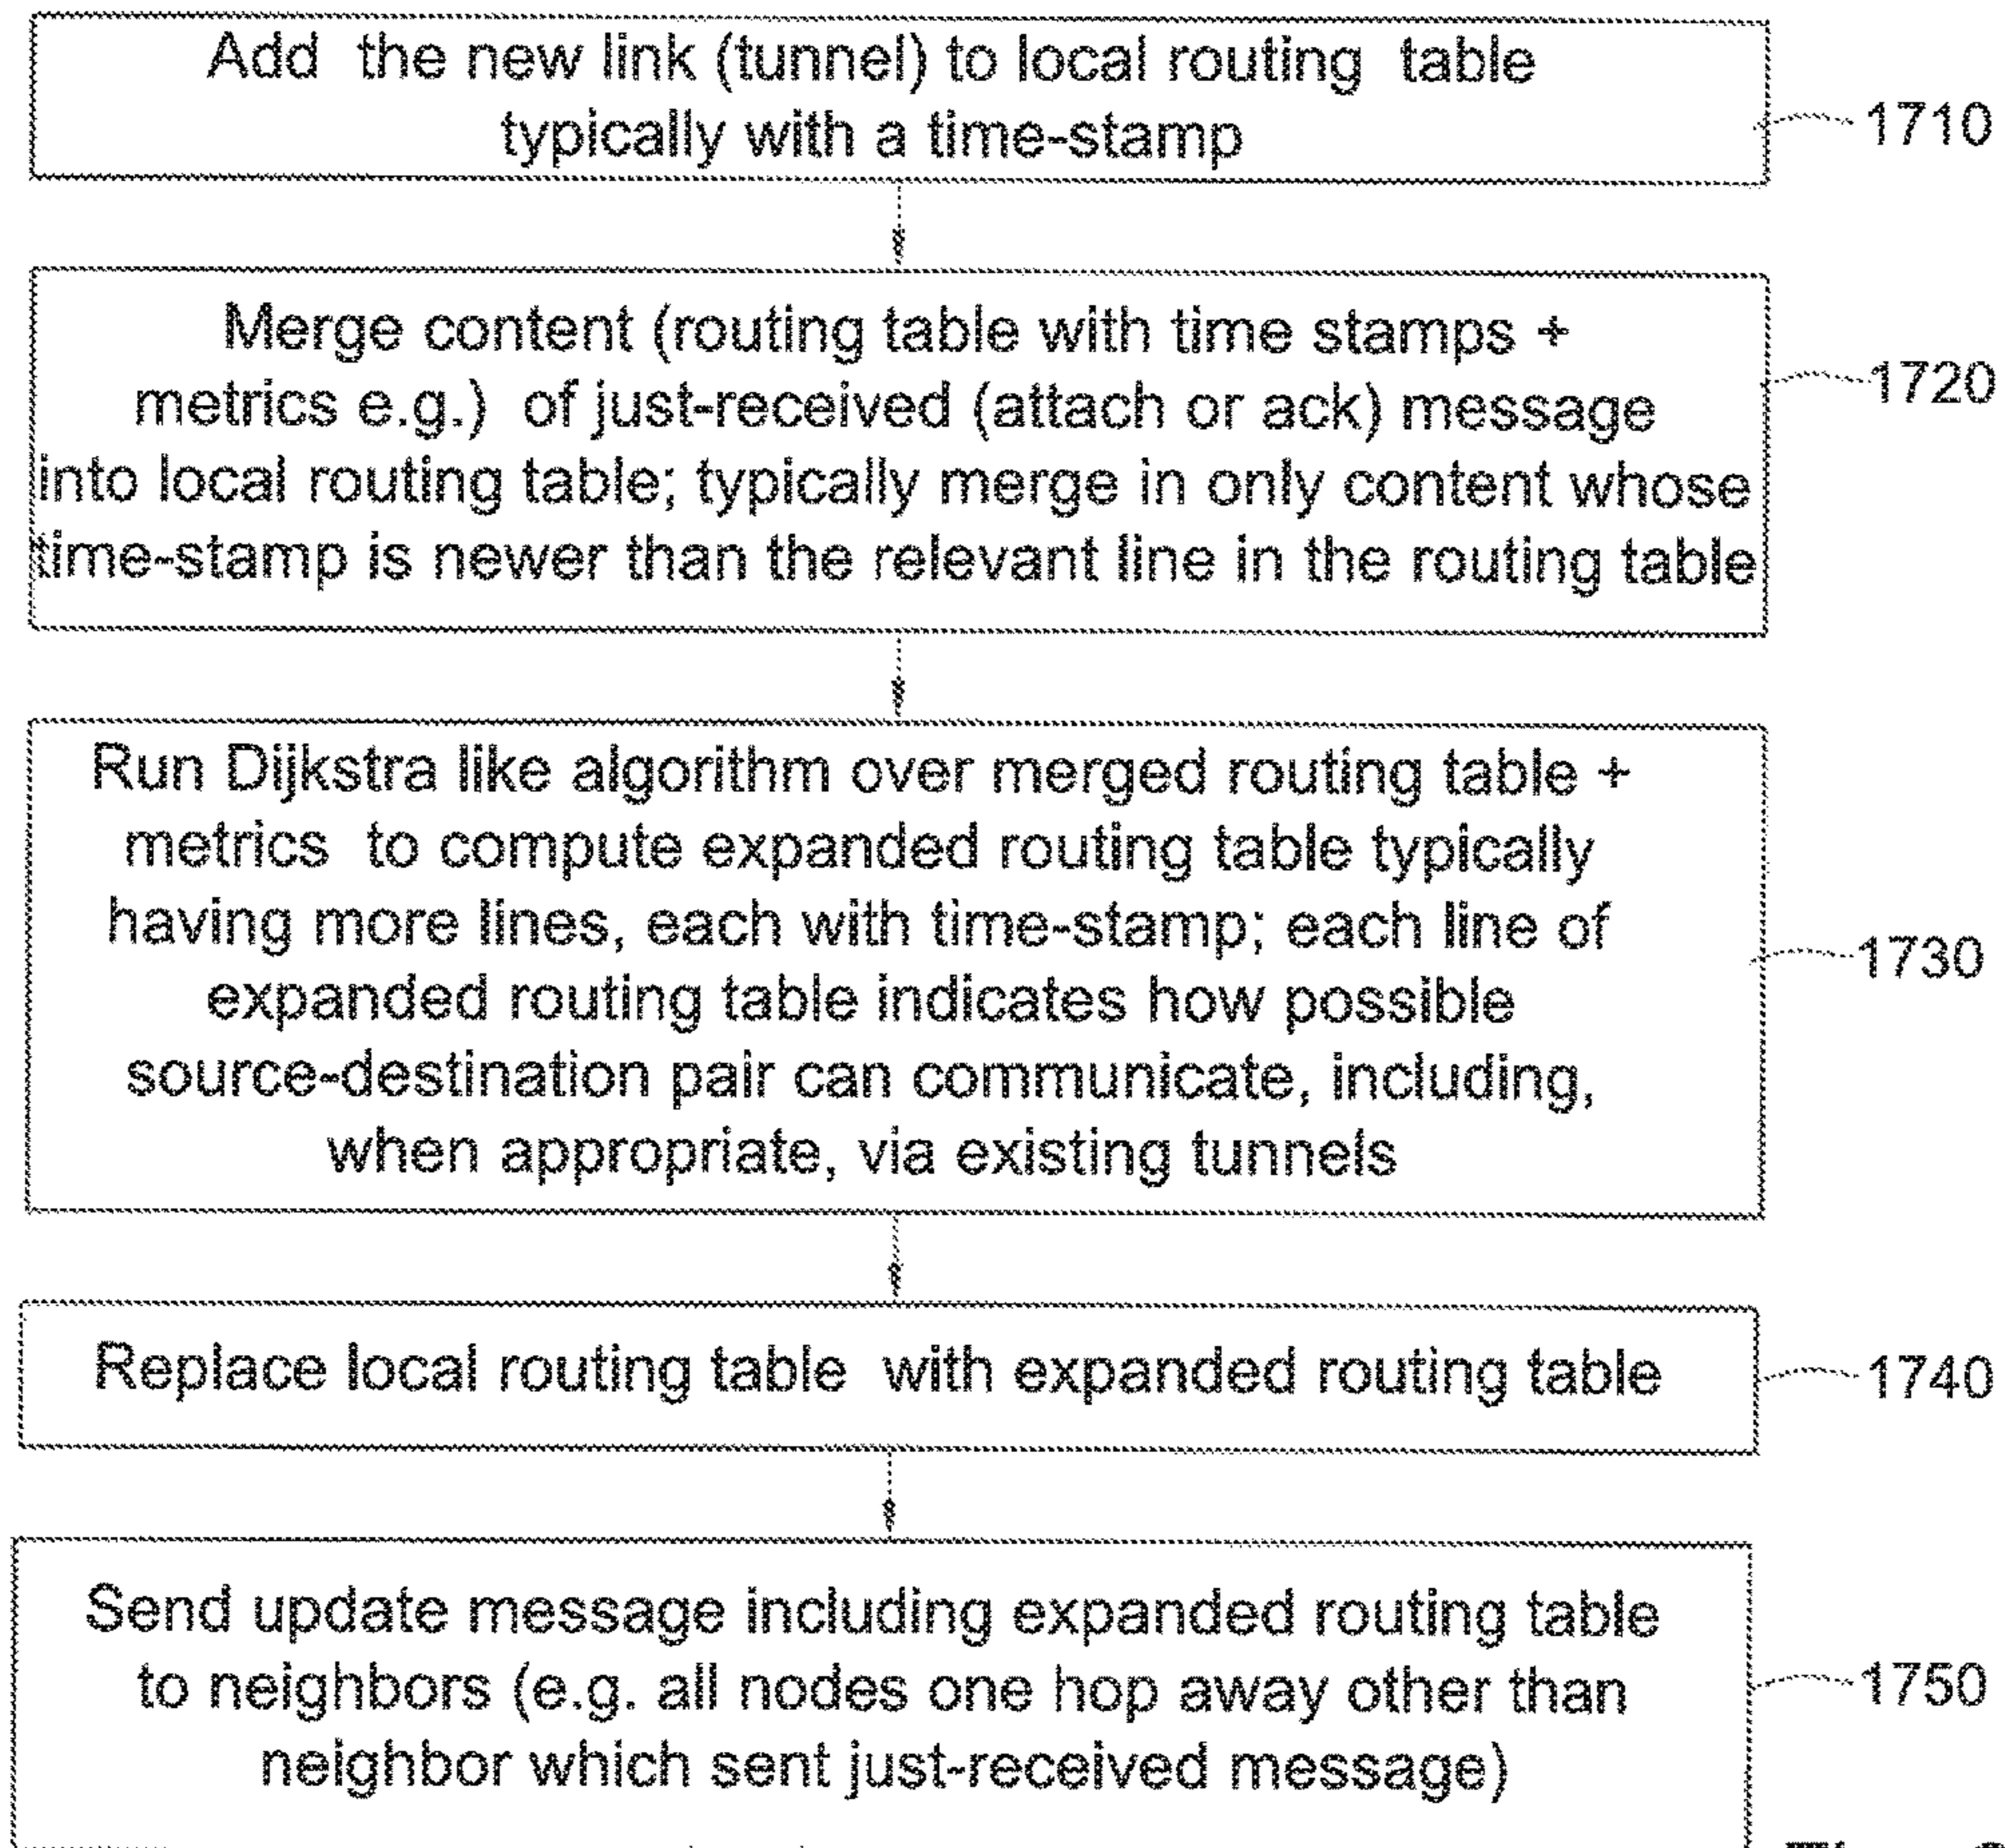 Add the new link (tunnel) to local routing table
typically with a time-stamp
1710
Merge content (routing table with time stamps +
metrics e.g.) of just-received (attach or ack) message
into local routing table; typically merge in only content whose
time-stamp is newer than the relevant line in the routing table
1720
Run Dijkstra like algorithm over merged routing table +
metrics to compute expanded routing table typically
having more lines, each with time-stamp; each line of
expanded routing table indicates how possible
source-destination pair can communicate, including,
when appropriate, via existing tunnels
1730
Replace local routing table with expanded routing table
1740
Send update message including expanded routing table
to neighbors (e.g. all nodes one hop away other than
neighbor which sent just-received message)
1750